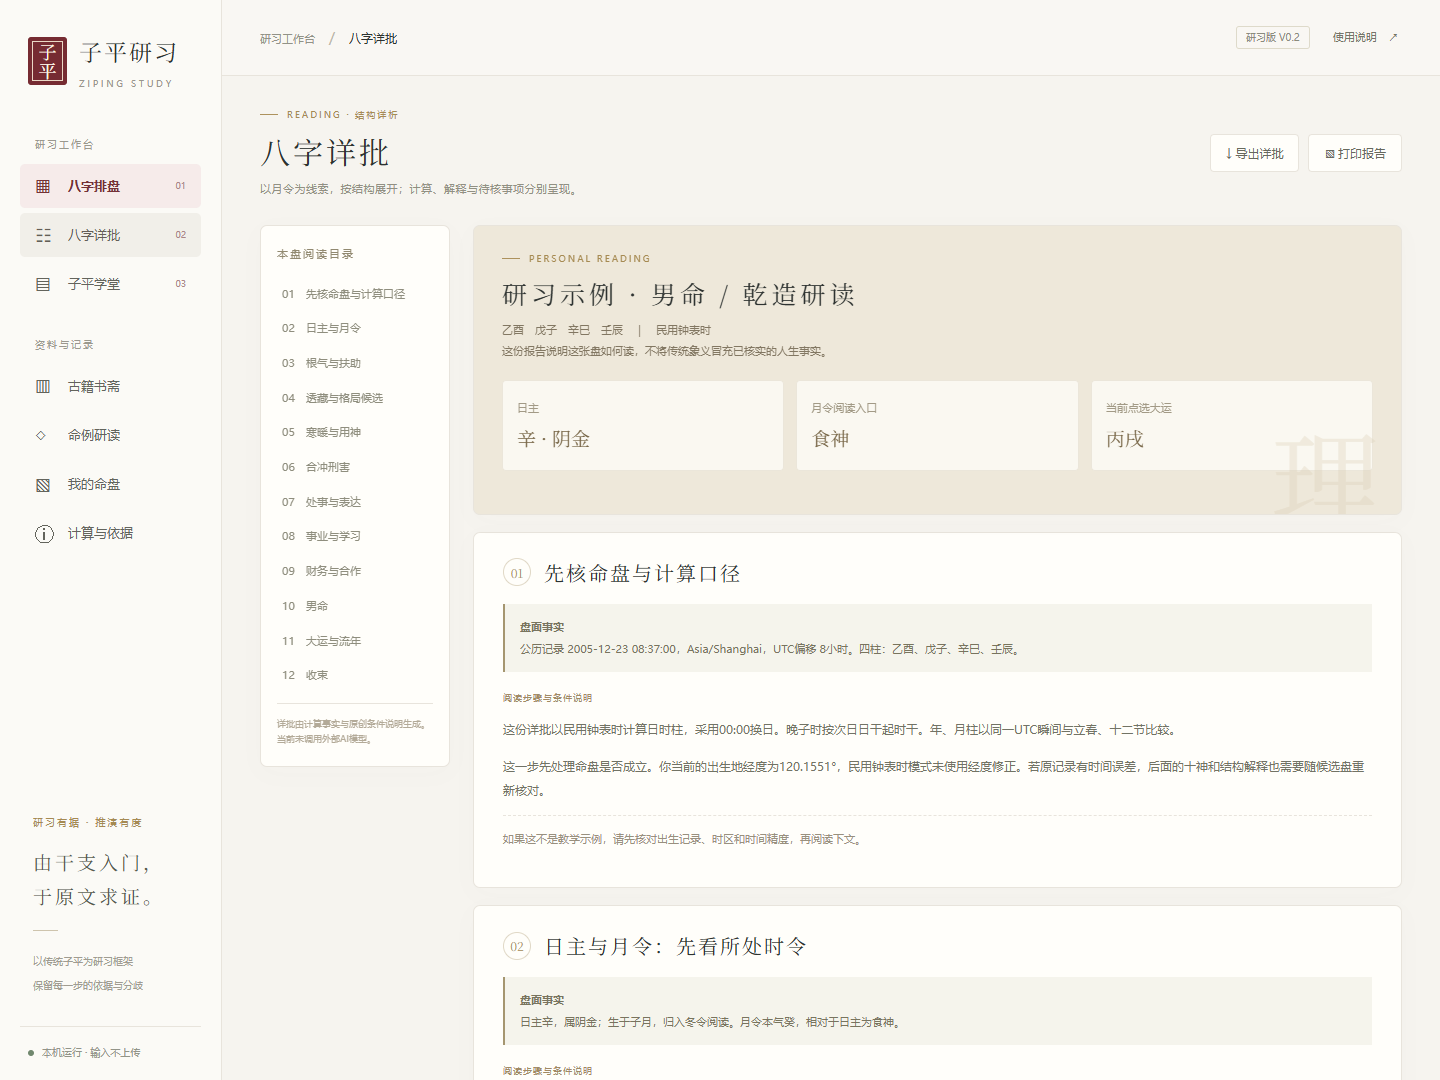 子平
子平研习
ZIPING STUDY
研习工作台
▦ 八字排盘 01
☷ 八字详批 02
▤ 子平学堂 03
资料与记录
▥ 古籍书斋
◇ 命例研读
▧ 我的命盘
ⓘ 计算与依据
研习有据 · 推演有度
由干支入门，
于原文求证。
以传统子平为研习框架
保留每一步的依据与分歧
本机运行 · 输入不上传
研习工作台 / 八字详批
研习版 V0.2
使用说明 ↗
READING · 结构详析
八字详批
以月令为线索，按结构展开；计算、解释与待核事项分别呈现。
↓导出详批
▧ 打印报告
本盘阅读目录
01 先核命盘与计算口径
02 日主与月令
03 根气与扶助
04 透藏与格局候选
05 寒暖与用神
06 合冲刑害
07 处事与表达
08 事业与学习
09 财务与合作
10 男命
11 大运与流年
12 收束
详批由计算事实与原创条件说明生成。
当前未调用外部AI模型。
PERSONAL READING
研习示例 · 男命 / 乾造研读
乙酉 戊子 辛巳 壬辰 | 民用钟表时
这份报告说明这张盘如何读，不将传统象义冒充已核实的人生事实。
日主
辛 · 阴金
月令阅读入口
食神
当前点选大运
丙戌
理
01 先核命盘与计算口径
盘面事实
公历记录 2005-12-23 08:37:00，Asia/Shanghai，UTC偏移 8小时。四柱：乙酉、戊子、辛巳、壬辰。
阅读步骤与条件说明
这份详批以民用钟表时计算日时柱，采用00:00换日。晚子时按次日日干起时干。年、月柱以同一UTC瞬间与立春、十二节比较。
这一步先处理命盘是否成立。你当前的出生地经度为120.1551°，民用钟表时模式未使用经度修正。若原记录有时间误差，后面的十神和结构解释也需要随候选盘重
新核对。
如果这不是教学示例，请先核对出生记录、时区和时间精度，再阅读下文。
02 日主与月令：先看所处时令
盘面事实
日主辛，属阴金；生于子月，归入冬令阅读。月令本气癸，相对于日主为食神。
阅读步骤与条件说明